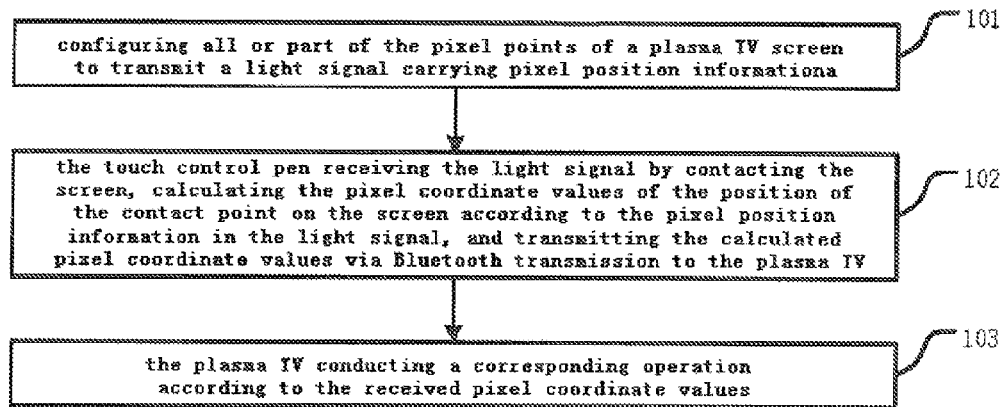 101
configuring all or part of the pixel points of a plasma TV screen
to transmit a light signal carrying pixel position informationa
the touch control pen receiving the light signal by contacting the
screen, calculating the pixel coordinate values of the position of
the contact point on the screen according to the pixel position
information in the light signal, and transmitting the calculated
pixel coordinate values via Bluetooth transmission to the plasma TV
102
the plasma TV conducting a corresponding operation
according to the received pixel coordinate values
103